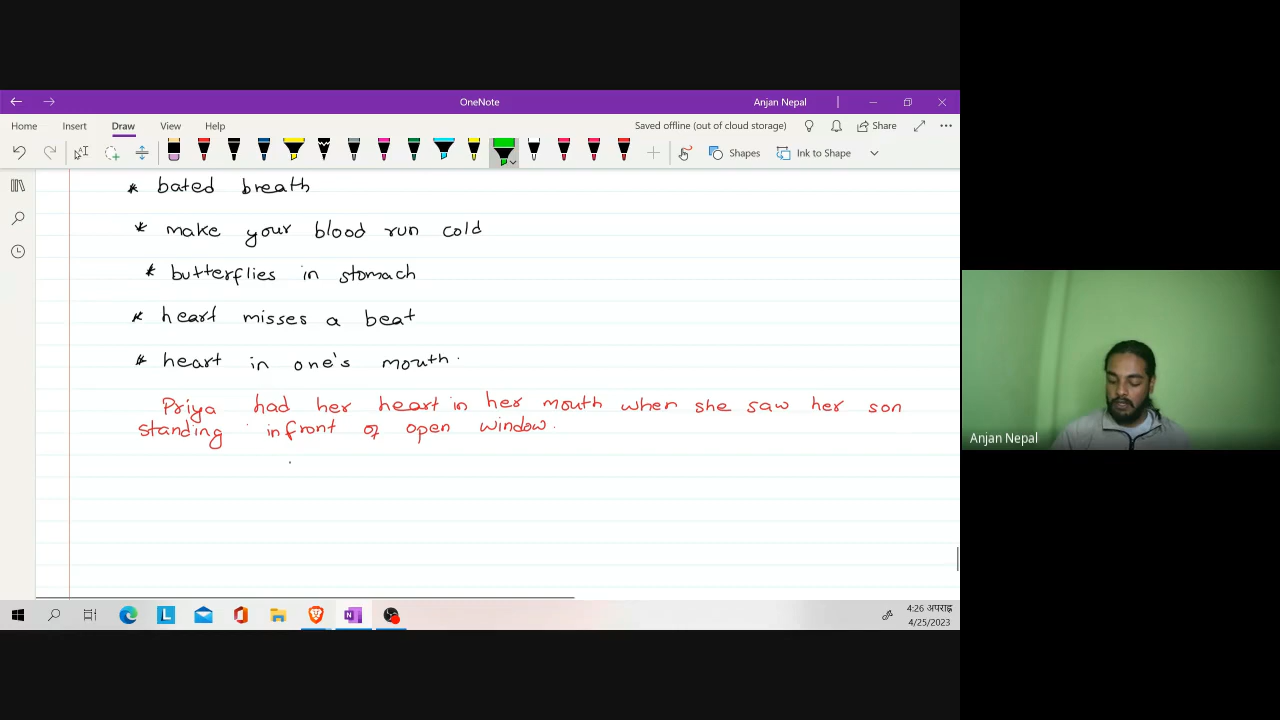 OneNote
Anjan Nepal
Home
Insert
Draw
View
Help
Saved offline (out of cloud storage)
Share
Shapes
Ink to Shape
* bated breath
* make your blood run cold
* butterflies in stomach
* heart misses a beat
* heart in one's mouth.
Priya had her heart in her mouth when she saw her son
standing infront of open window.
Anjan Nepal
4:26 अपराह्न
4/25/2023